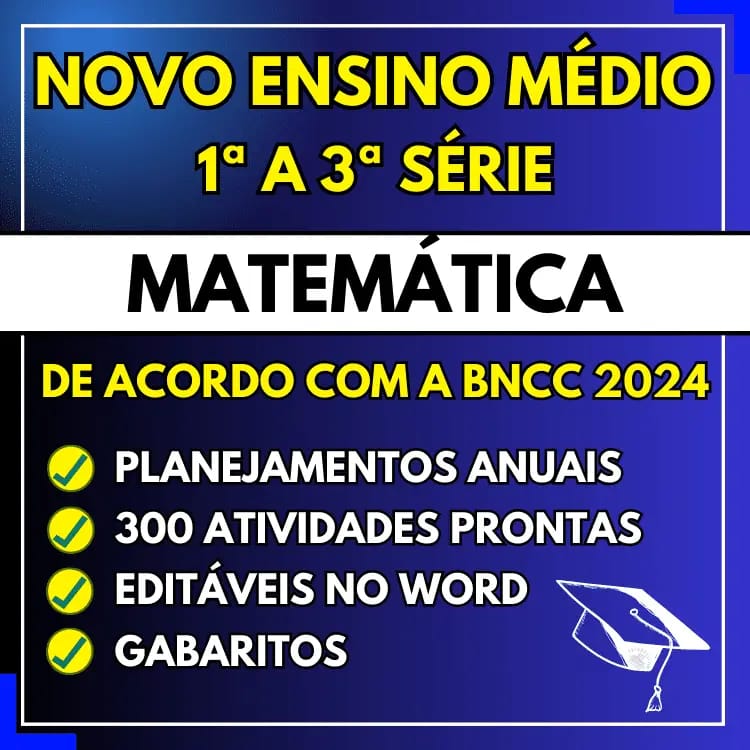 NOVO ENSINO MÉDIO
1ª A 3ª SÉRIE
MATEMÁTICA
DE ACORDO COM A BNCC 2024
PLANEJAMENTOS ANUAIS
300 ATIVIDADES PRONTAS
EDITÁVEIS NO WORD
GABARITOS